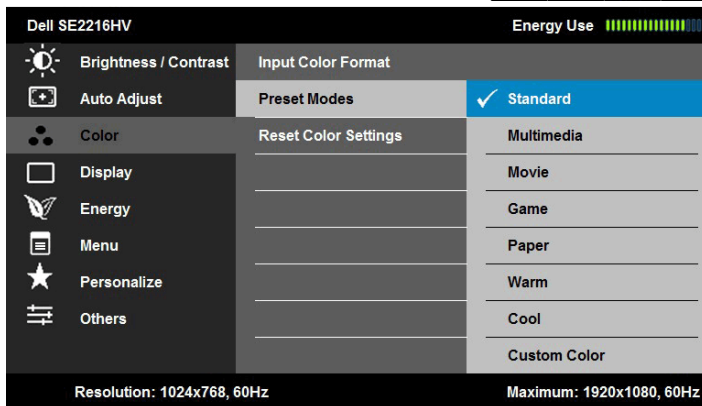 Dell SE2216HV Energy Use
Brightness / Contrast Input Color Format
Auto Adjust Preset Modes Standard
Color Reset Color Settings Multimedia
Display Movie
Energy Game
Menu Paper
Personalize Warm
Others Cool
Custom Color
Resolution: 1024x768, 60Hz Maximum: 1920x1080, 60Hz